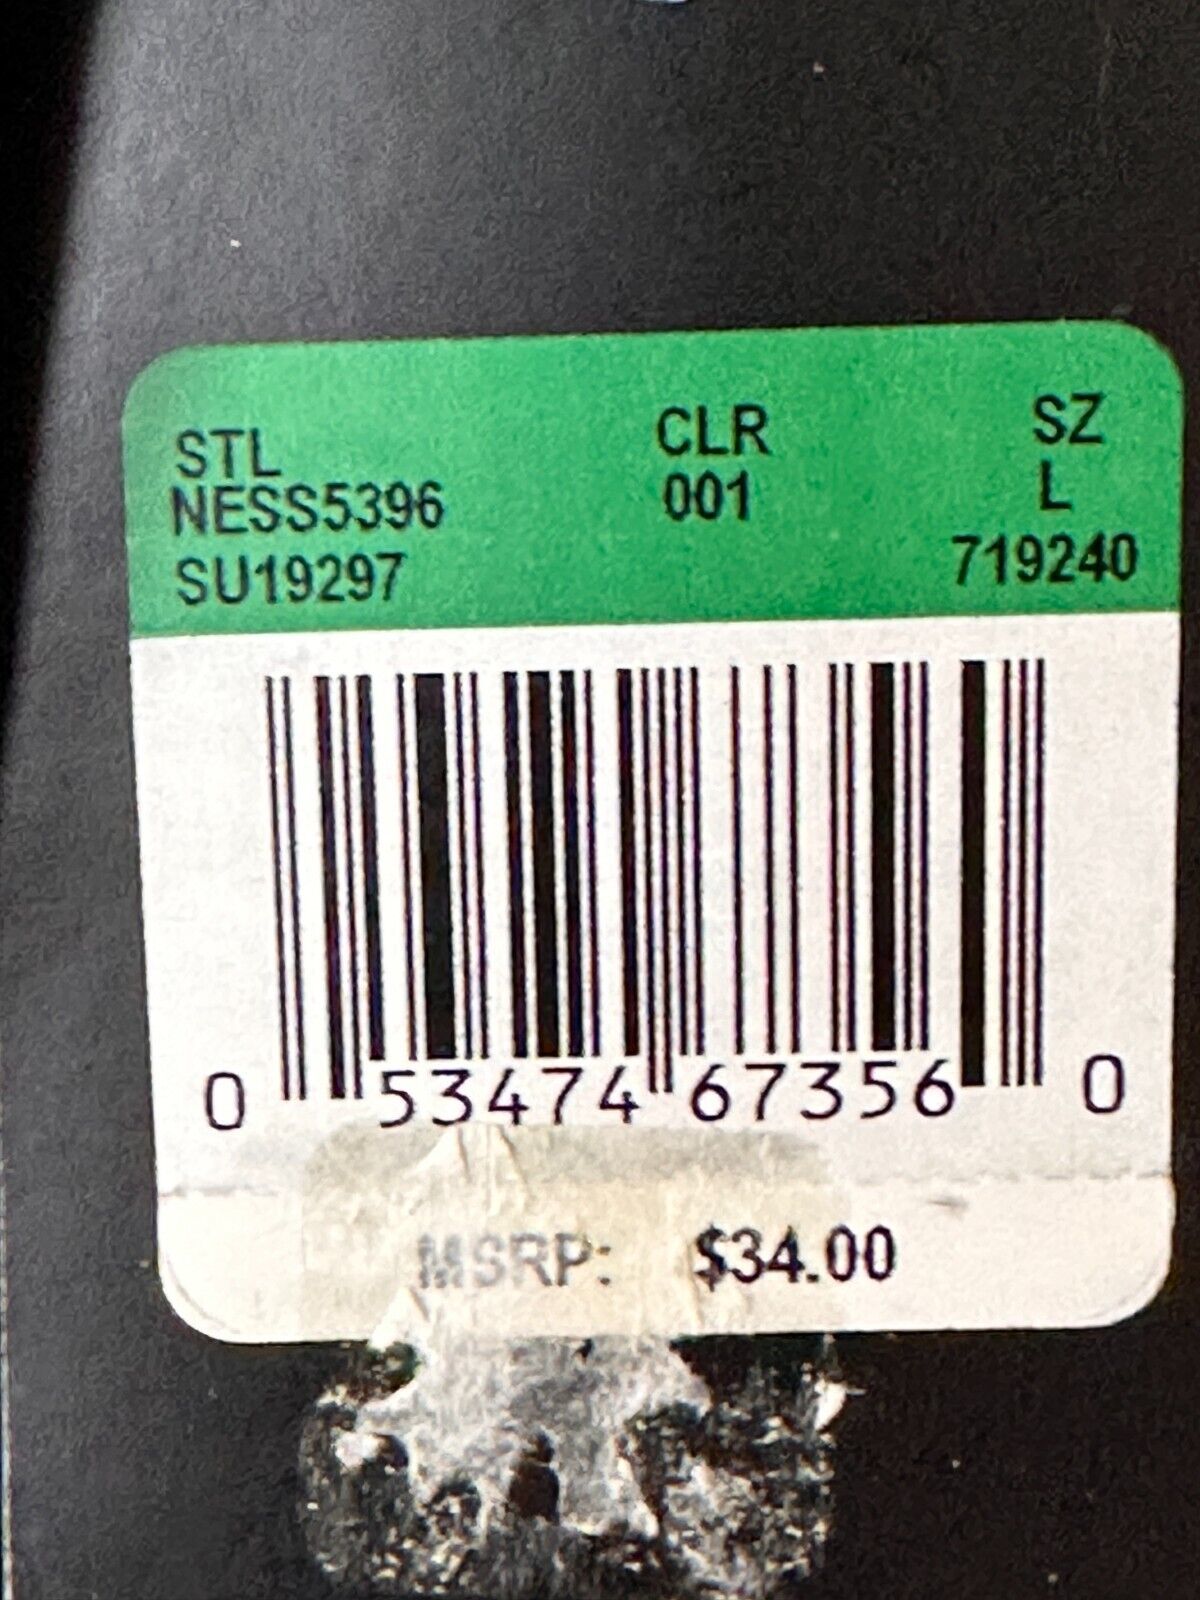 STL CLR SZ
NESS5396 001 L
SU19297 719240
0 53474 67356 0
MSRP: $34.00